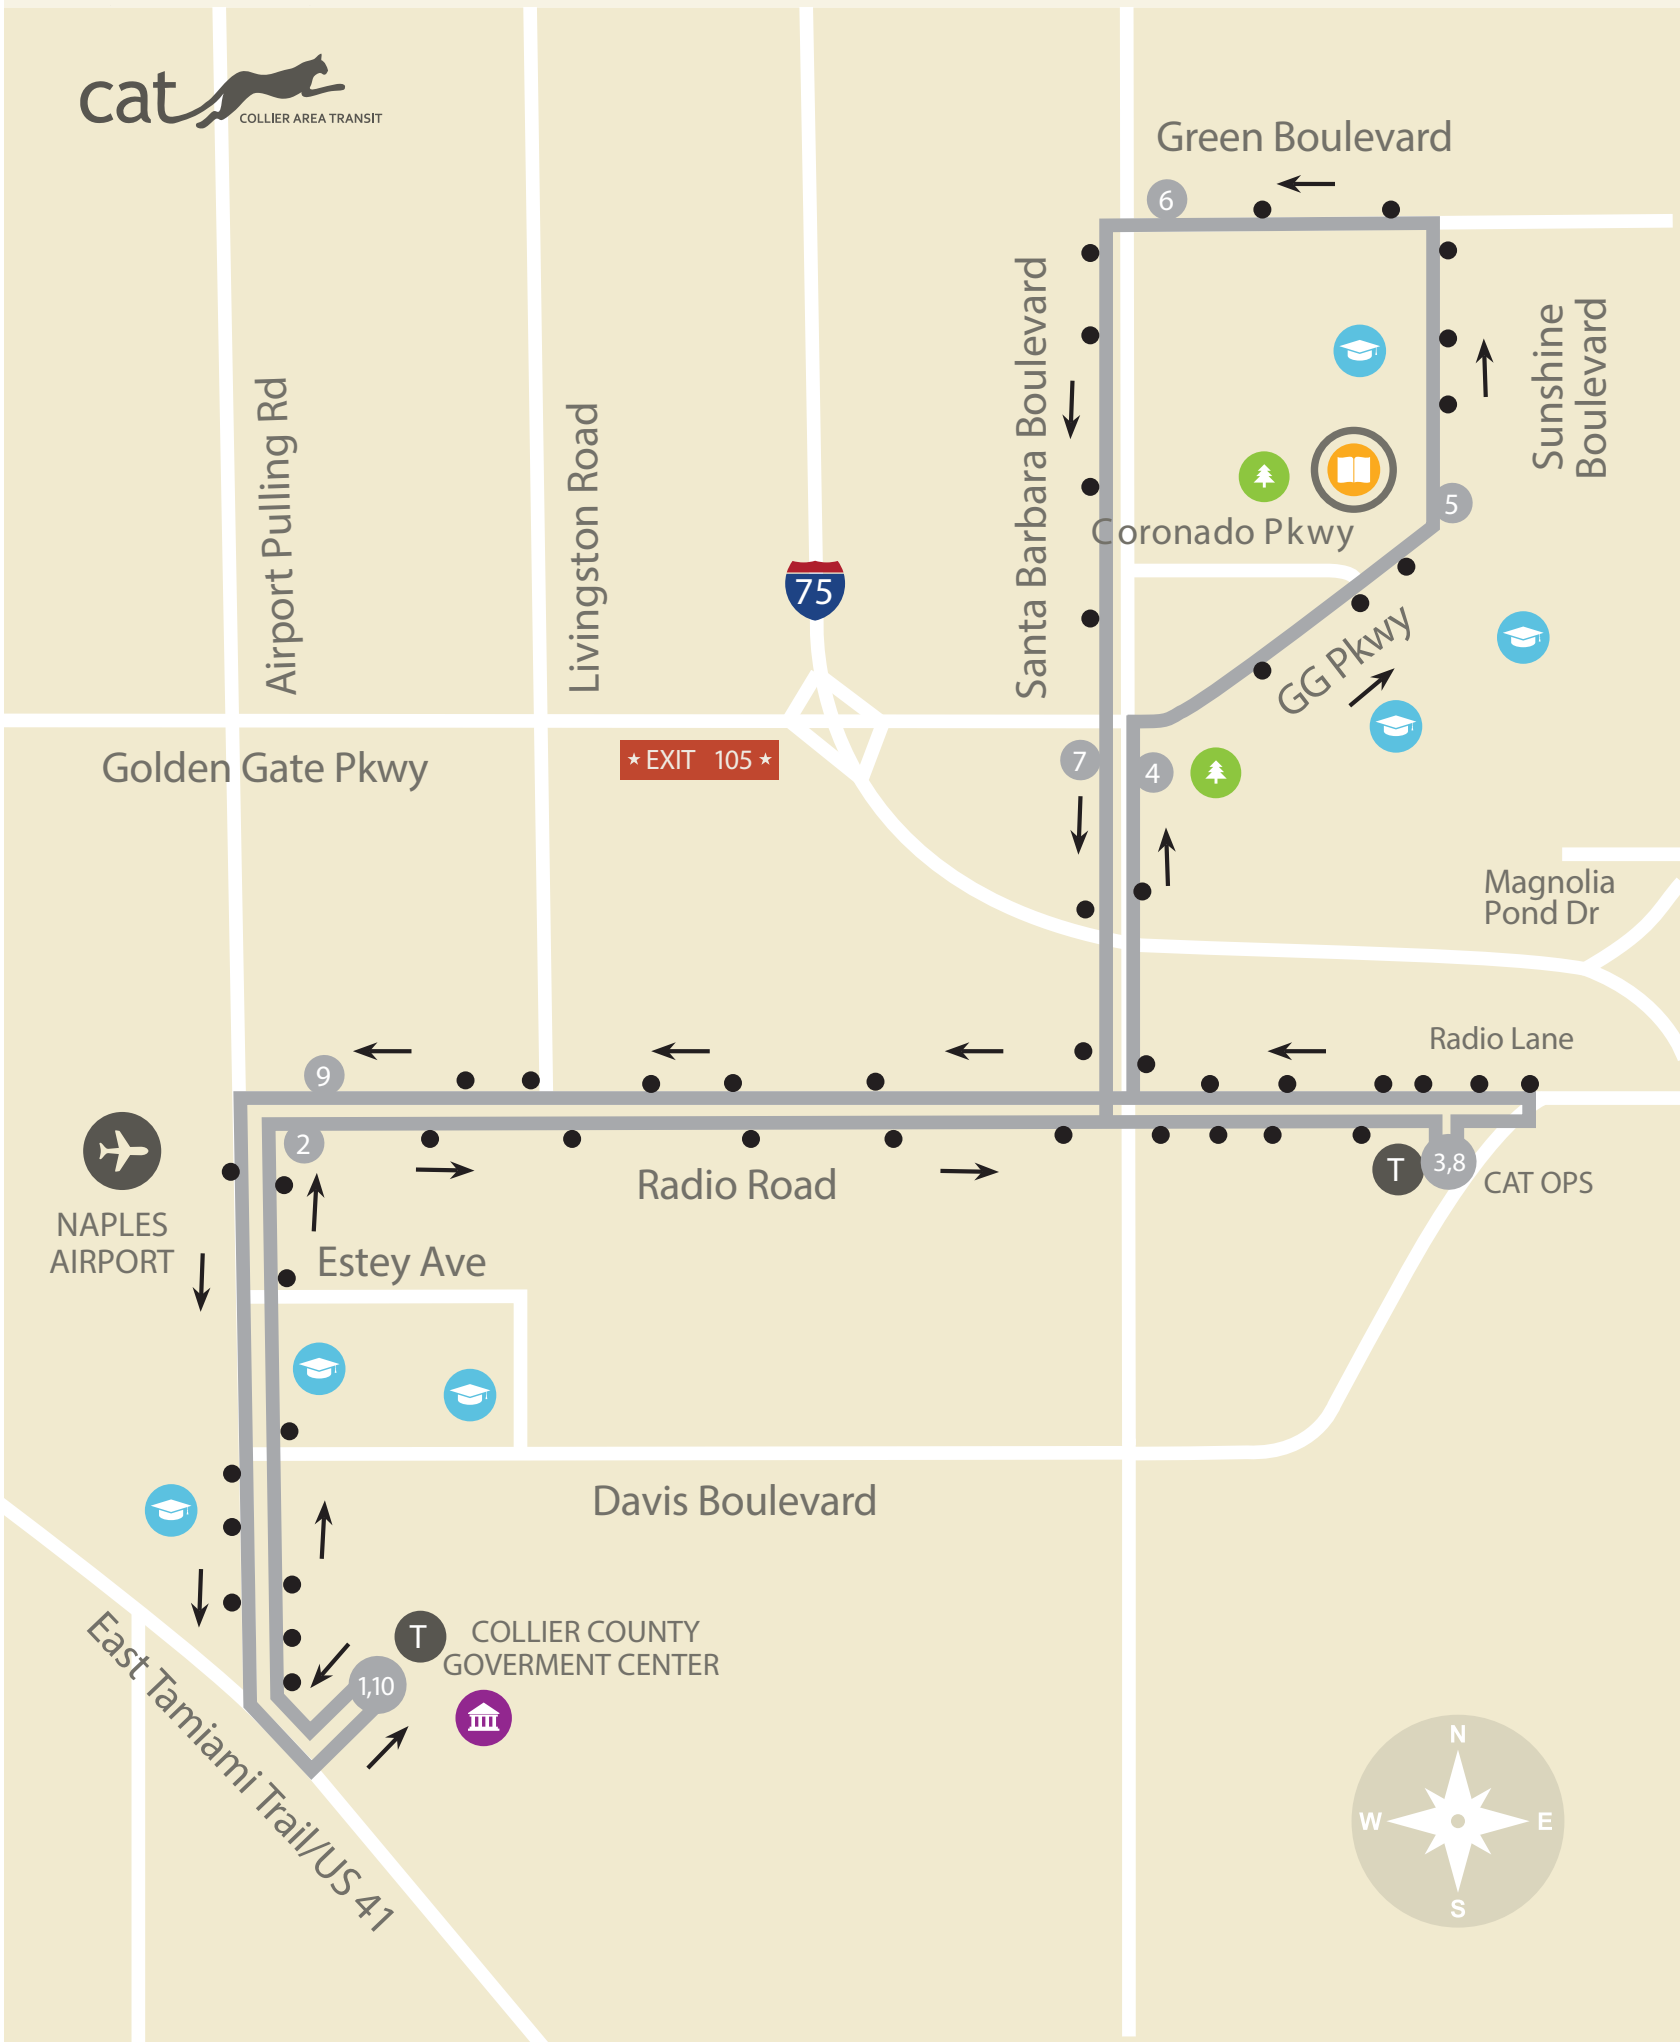 cat
COLLIER AREA TRANSIT
Green Boulevard
6
Santa Barbara Boulevard
Sunshine
Boulevard
Airport Pulling Rd
Livingston Road
5
Coronado Pkwy
75
GG Pkwy
Golden Gate Pkwy
★ EXIT 105 ★
7
4
Magnolia
Pond Dr
Radio Lane
9
2
T
3,8
CAT OPS
Radio Road
NAPLES
AIRPORT
Estey Ave
Davis Boulevard
T
COLLIER COUNTY
GOVERMENT CENTER
1,10
East Tamiami Trail/US 41
N
W
E
S